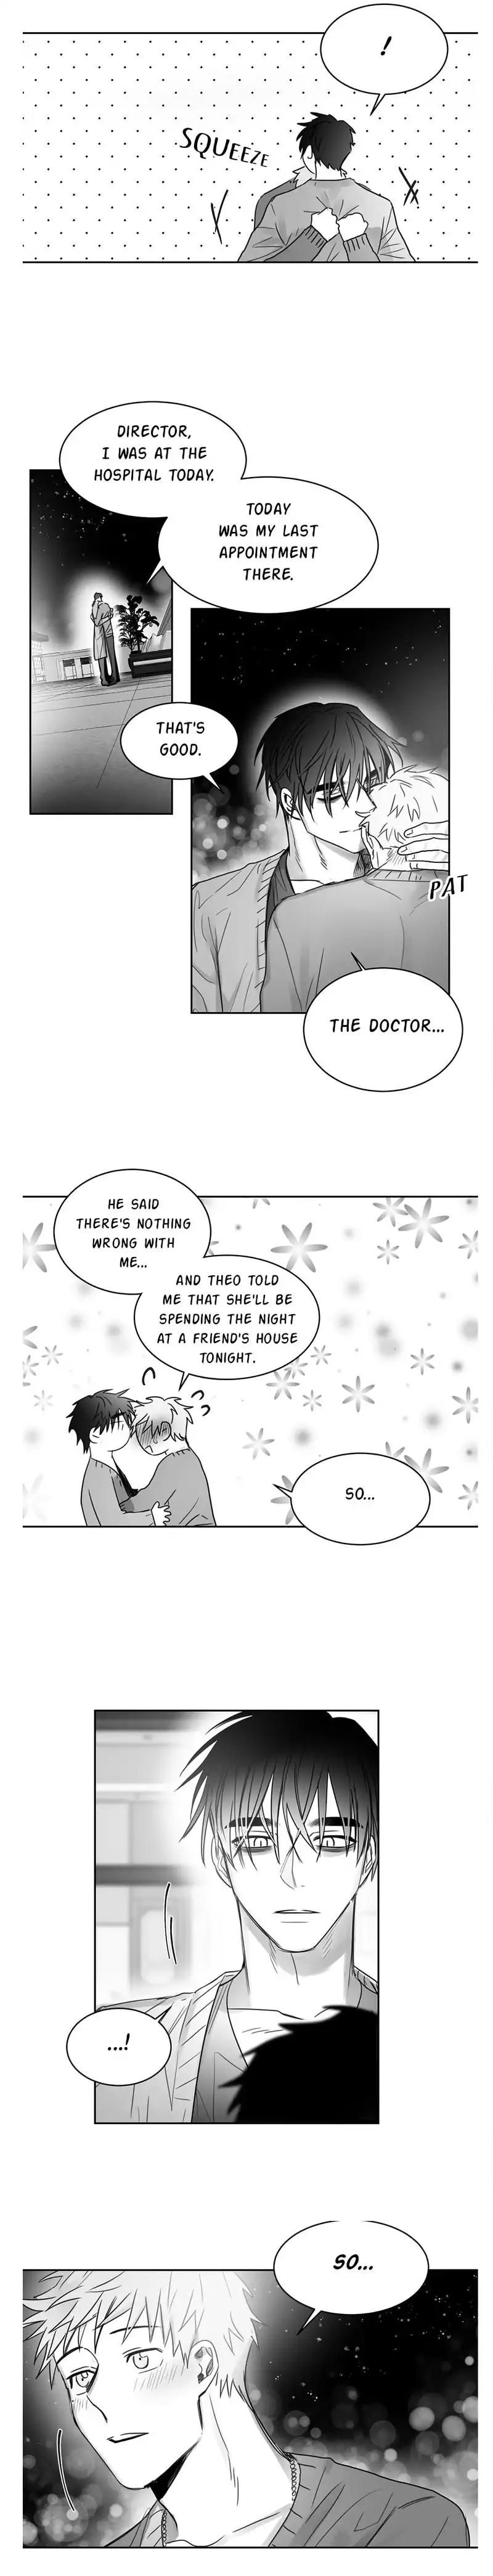 !
SQUEEZE
DIRECTOR,
I WAS AT THE
HOSPITAL TODAY.
TODAY
WAS MY LAST
APPOINTMENT
THERE.
THAT'S
GOOD.
PAT
THE DOCTOR...
HE SAID
THERE'S NOTHING
WRONG WITH
ME...
AND THEO TOLD
ME THAT SHE'LL BE
SPENDING THE NIGHT
AT A FRIEND'S HOUSE
TONIGHT.
SO...
...!
SO...